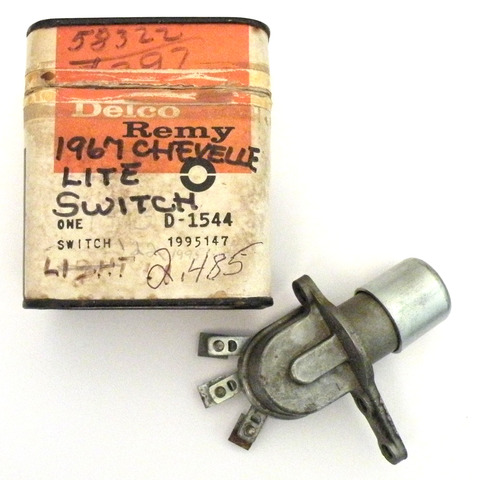 58322
Delco
Remy
1967 CHEVELLE
LITE
SWITCH
ONE D-1544
SWITCH 1995147
LIGHT 2.485